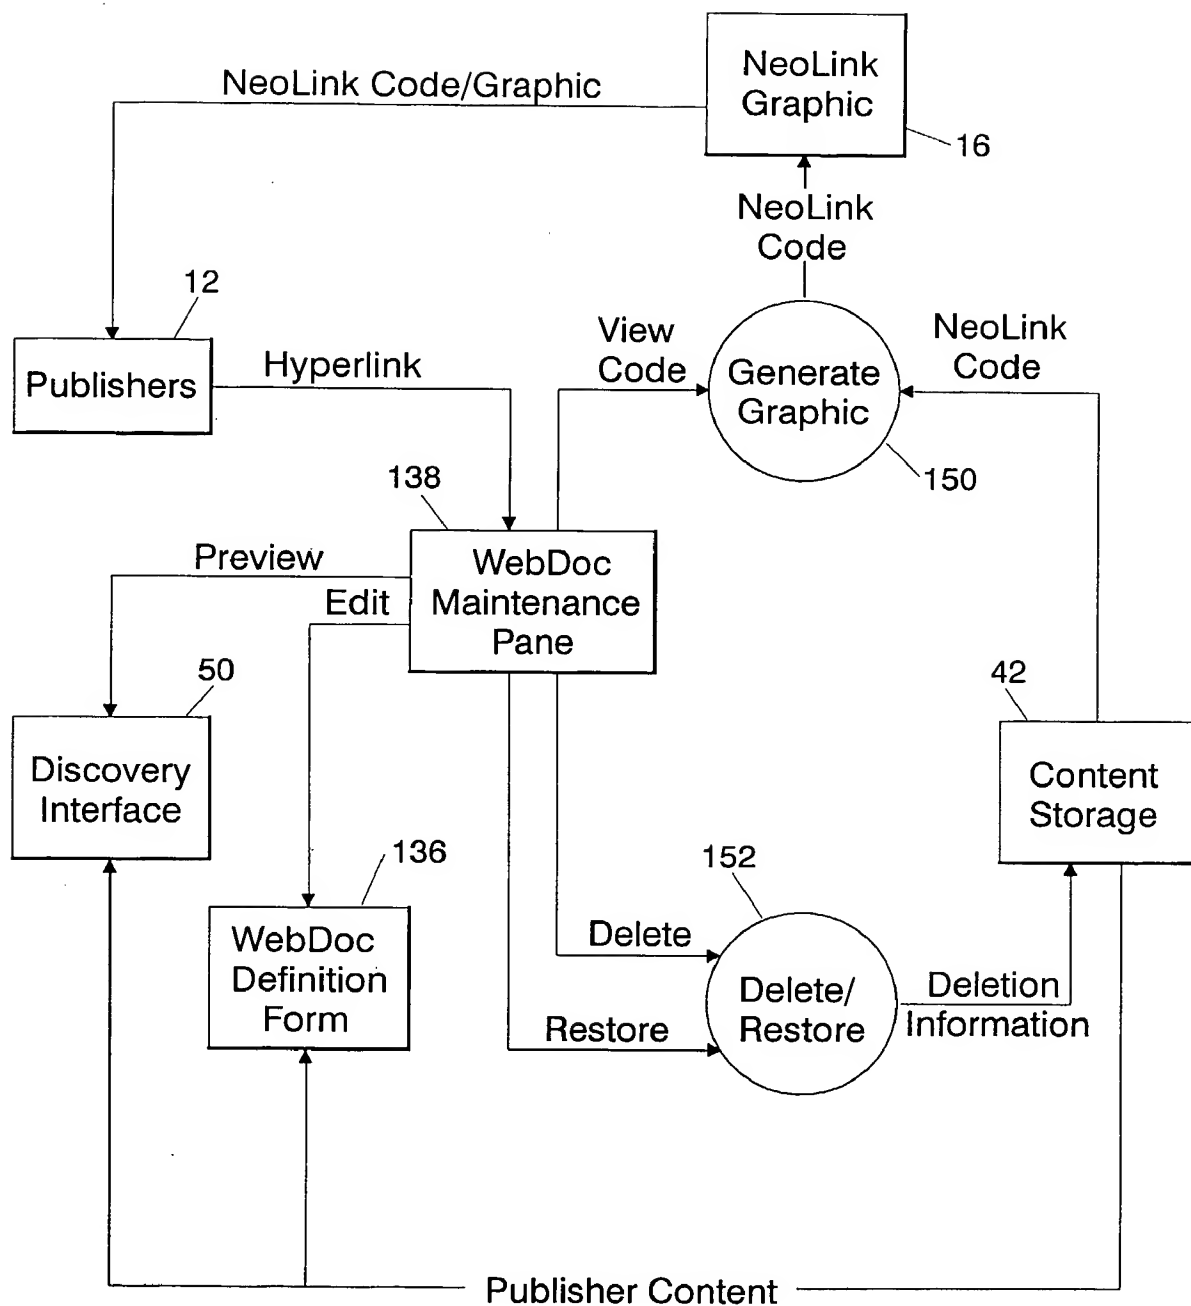 NeoLink
Graphic
16
NeoLink Code/Graphic
NeoLink
Code
12
Publishers
Hyperlink
View
Code
Generate
Graphic
150
NeoLink
Code
138
WebDoc
Maintenance
Pane
Preview
Edit
50
Discovery
Interface
42
Content
Storage
136
WebDoc
Definition
Form
152
Delete
Delete/
Restore
Restore
Deletion
Information
Publisher Content